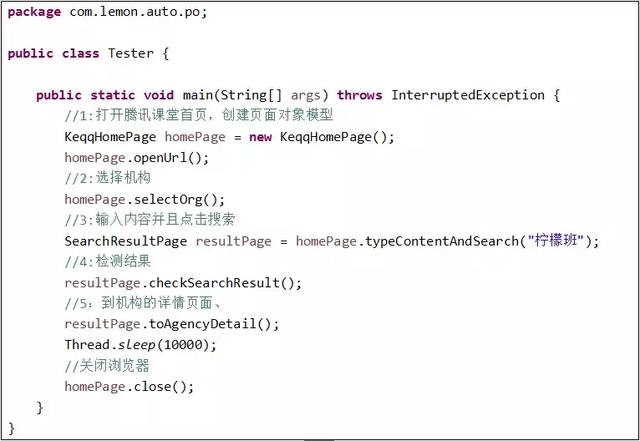 package com.lemon.auto.po;
public class Tester {
public static void main(String[] args) throws InterruptedException {
//1:打开腾讯课堂首页，创建页面对象模型
KeqqHomePage homePage = new KeqqHomePage();
homePage.openUrl();
//2:选择机构
homePage.selectOrg();
//3:输入内容并且点击搜索
SearchResultPage resultPage = homePage.typeContentAndSearch("柠檬班");
//4:检测结果
resultPage.checkSearchResult();
//5：到机构的详情页面、
resultPage.toAgencyDetail();
Thread.sleep(10000);
//关闭浏览器
homePage.close();
}
}